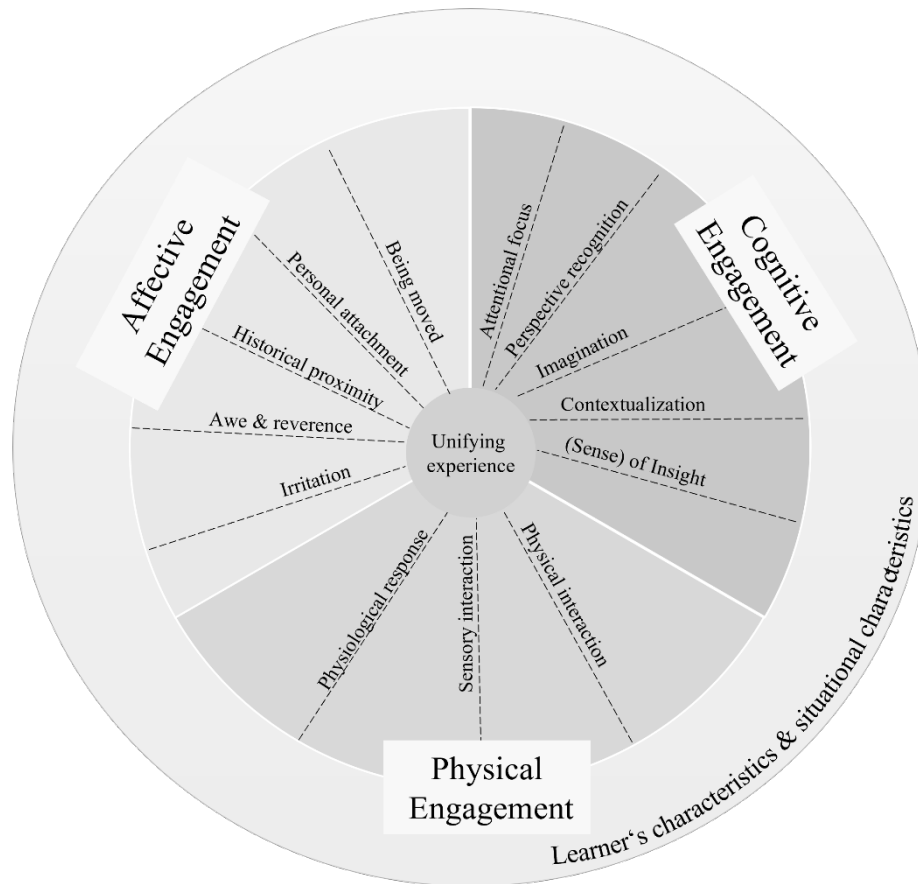 Affective
Engagement
Being moved
Personal attachment
Historical proximity
Awe & reverence
Irritation
Cognitive
Engagement
Attentional focus
Perspective recognition
Imagination
Contextualization
(Sense) of Insight
Unifying
experience
Physiological response
Sensory interaction
Physical interaction
Physical
Engagement
Learner‘s characteristics & situational characteristics